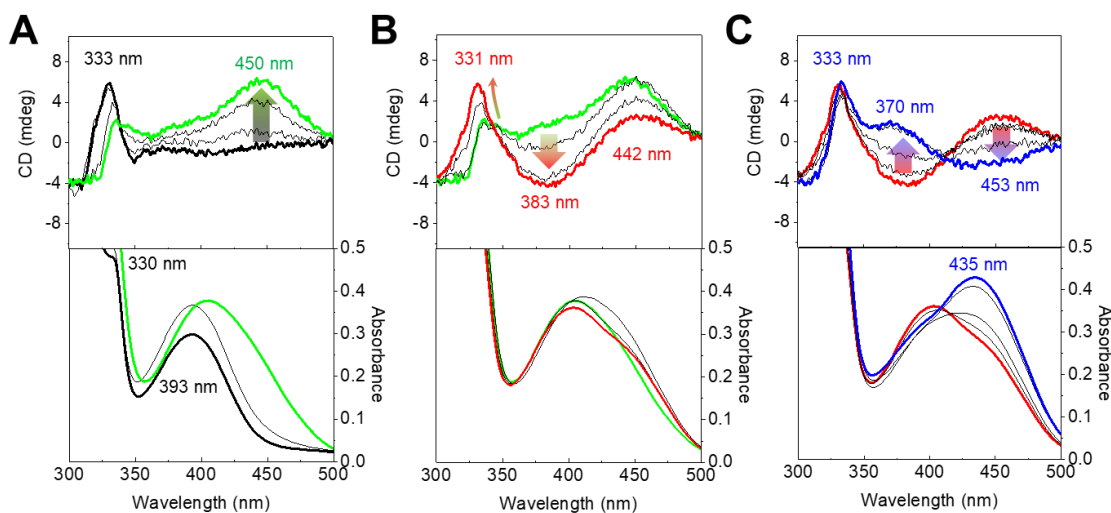 A
B
C
333 nm
450 nm
331 nm
442 nm
383 nm
333 nm
370 nm
453 nm
CD (mdeg)
8
4
0
-4
-8
CD (mdeg)
8
4
0
-4
-8
CD (mdeg)
8
4
0
-4
-8
330 nm
393 nm
435 nm
0.5
0.4
0.3
0.2
0.1
0.0
Absorbance
0.5
0.4
0.3
0.2
0.1
0.0
Absorbance
0.5
0.4
0.3
0.2
0.1
0.0
Absorbance
300 350 400 450 500
300 350 400 450 500
300 350 400 450 500
Wavelength (nm)
Wavelength (nm)
Wavelength (nm)